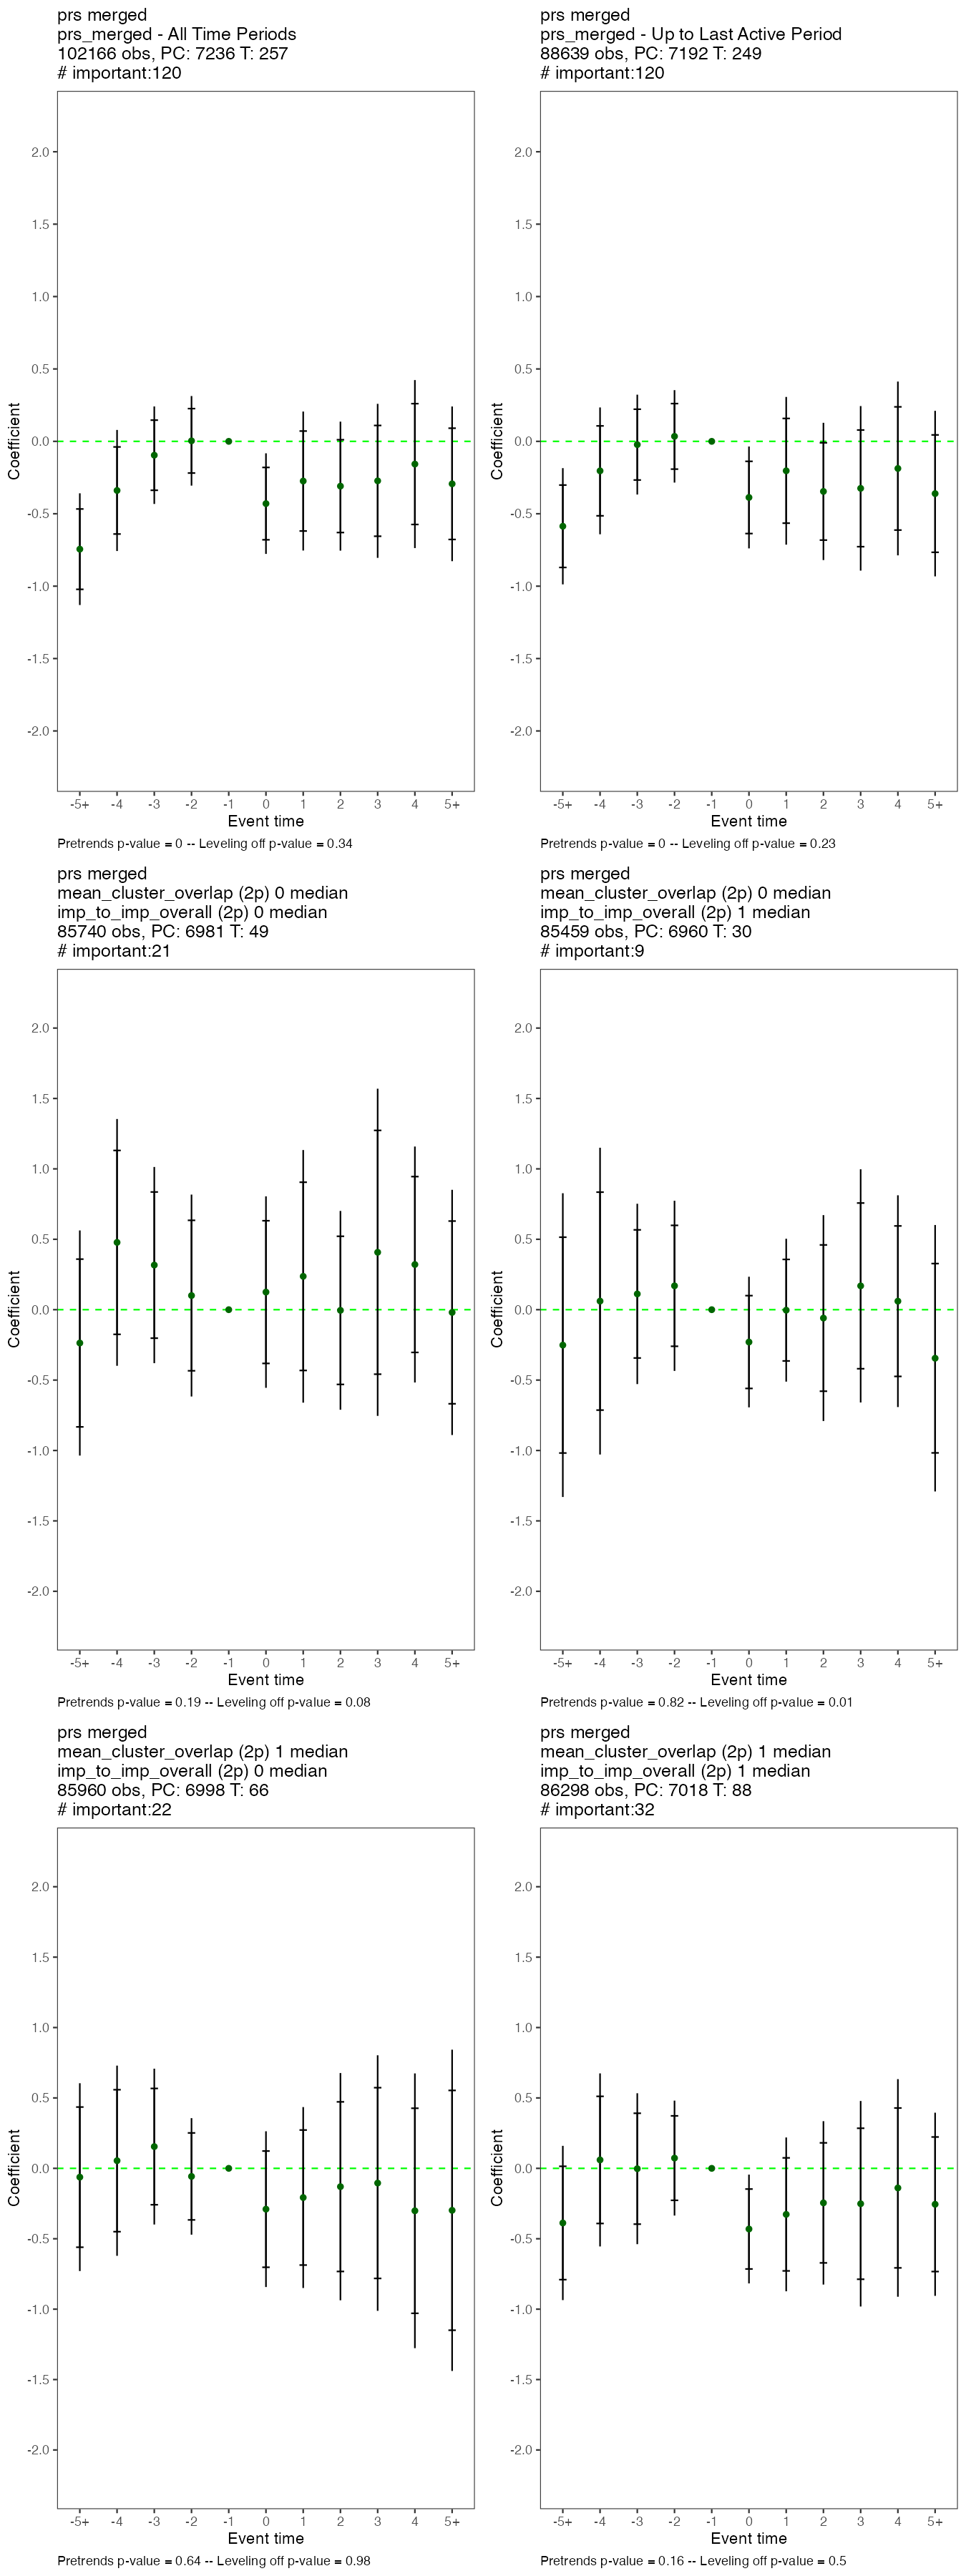 prs merged
prs_merged - All Time Periods
102166 obs, PC: 7236 T: 257
# important:120
2.0
1.5
1.0
0.5
0.0
-0.5
-1.0
-1.5
-2.0
Coefficient
-5+ -4 -3 -2 -1 0 1 2 3 4 5+
Event time
Pretrends p-value = 0 -- Leveling off p-value = 0.34
prs merged
prs_merged - Up to Last Active Period
88639 obs, PC: 7192 T: 249
# important:120
2.0
1.5
1.0
0.5
0.0
-0.5
-1.0
-1.5
-2.0
Coefficient
-5+ -4 -3 -2 -1 0 1 2 3 4 5+
Event time
Pretrends p-value = 0 -- Leveling off p-value = 0.23
prs merged
mean_cluster_overlap (2p) 0 median
imp_to_imp_overall (2p) 0 median
85740 obs, PC: 6981 T: 49
# important:21
2.0
1.5
1.0
0.5
0.0
-0.5
-1.0
-1.5
-2.0
Coefficient
-5+ -4 -3 -2 -1 0 1 2 3 4 5+
Event time
Pretrends p-value = 0.19 -- Leveling off p-value = 0.08
prs merged
mean_cluster_overlap (2p) 0 median
imp_to_imp_overall (2p) 1 median
85459 obs, PC: 6960 T: 30
# important:9
2.0
1.5
1.0
0.5
0.0
-0.5
-1.0
-1.5
-2.0
Coefficient
-5+ -4 -3 -2 -1 0 1 2 3 4 5+
Event time
Pretrends p-value = 0.82 -- Leveling off p-value = 0.01
prs merged
mean_cluster_overlap (2p) 1 median
imp_to_imp_overall (2p) 0 median
85960 obs, PC: 6998 T: 66
# important:22
2.0
1.5
1.0
0.5
0.0
-0.5
-1.0
-1.5
-2.0
Coefficient
-5+ -4 -3 -2 -1 0 1 2 3 4 5+
Event time
Pretrends p-value = 0.64 -- Leveling off p-value = 0.98
prs merged
mean_cluster_overlap (2p) 1 median
imp_to_imp_overall (2p) 1 median
86298 obs, PC: 7018 T: 88
# important:32
2.0
1.5
1.0
0.5
0.0
-0.5
-1.0
-1.5
-2.0
Coefficient
-5+ -4 -3 -2 -1 0 1 2 3 4 5+
Event time
Pretrends p-value = 0.16 -- Leveling off p-value = 0.5